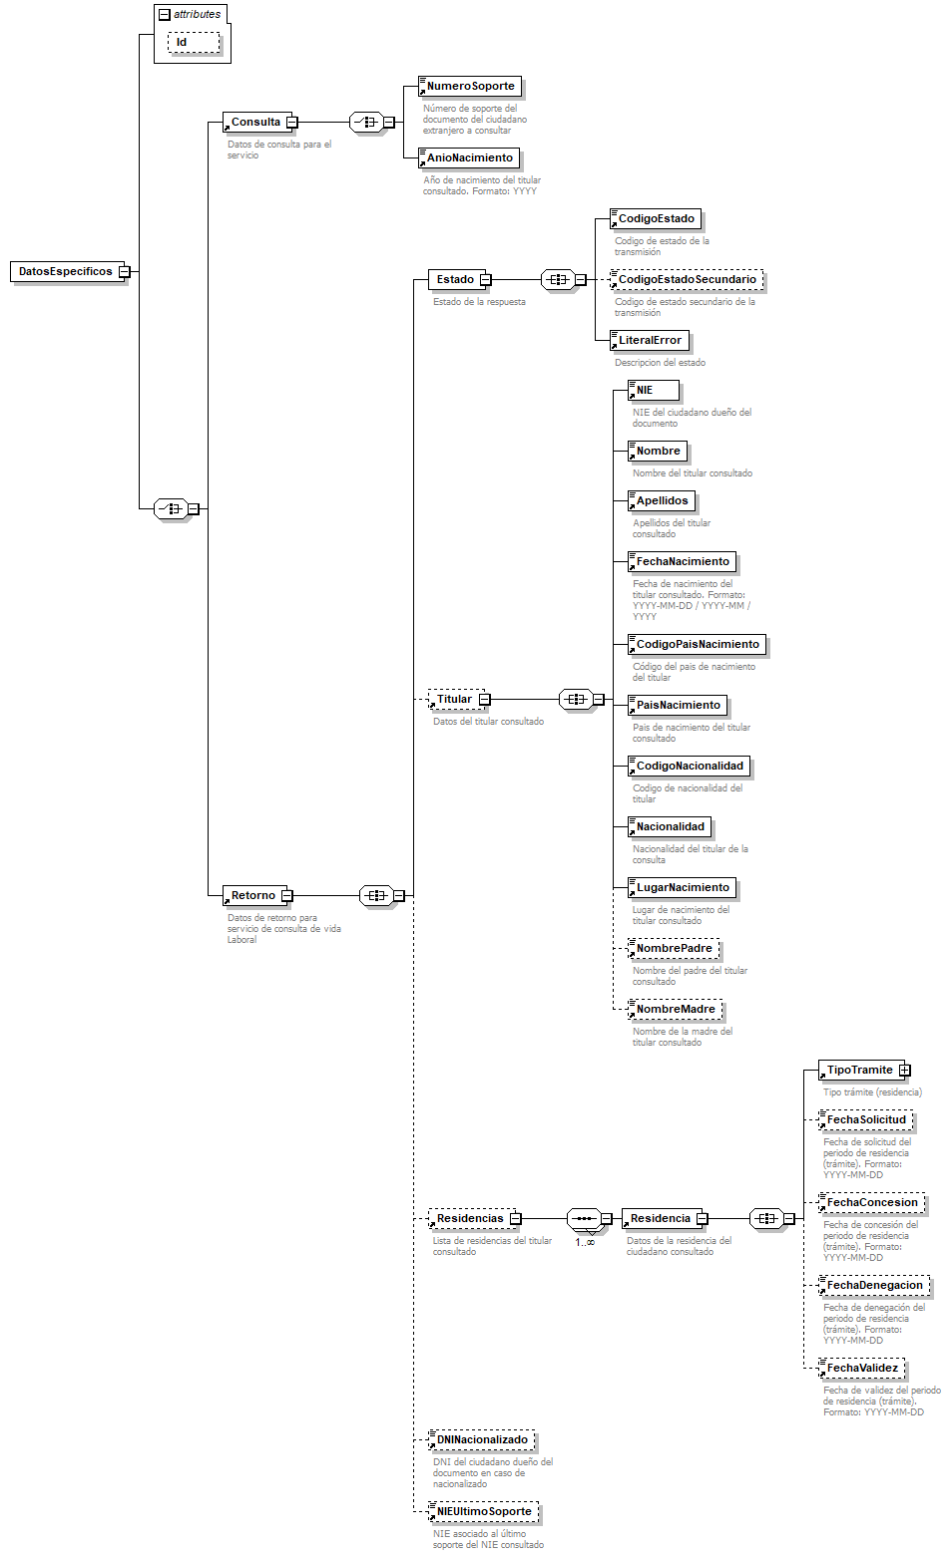 attributes
Id
NumeroSoporte
Número de soporte del
documento del ciudadano
extranjero a consultar
Consulta
Datos de consulta para el
servicio
AnioNacimiento
Año de nacimiento del titular
consultado. Formato: YYYY
CodigoEstado
Codigo de estado de la
transmisión
DatosEspecificos
Estado
Estado de la respuesta
CodigoEstadoSecundario
Codigo de estado secundario de la
transmisión
LiteralError
Descripcion del estado
NIE
NIE del ciudadano dueño del
documento
Nombre
Nombre del titular consultado
Apellidos
Apellidos del titular
consultado
FechaNacimiento
Fecha de nacimiento del
titular consultado. Formato:
YYYY-MM-DD / YYYY-MM /
YYYY
CodigoPaisNacimiento
Código del pais de nacimiento
del titular
Titular
Datos del titular consultado
PaisNacimiento
Pais de nacimiento del titular
consultado
CodigoNacionalidad
Codigo de nacionalidad del
titular
Nacionalidad
Nacionalidad del titular de la
consulta
Retorno
Datos de retorno para
servicio de consulta de vida
Laboral
LugarNacimiento
Lugar de nacimiento del
titular consultado
NombrePadre
Nombre del padre del titular
consultado
NombreMadre
Nombre de la madre del
titular consultado
TipoTramite
Tipo trámite (residencia)
FechaSolicitud
Fecha de solicitud del
periodo de residencia
(trámite). Formato:
YYYY-MM-DD
Residencias
Lista de residencias del titular
consultado
1..∞
Residencia
Datos de la residencia del
ciudadano consultado
FechaConcesion
Fecha de concesión del
periodo de residencia
(trámite). Formato:
YYYY-MM-DD
FechaDenegacion
Fecha de denegación del
periodo de residencia
(trámite). Formato:
YYYY-MM-DD
FechaValidez
Fecha de validez del periodo
de residencia (trámite).
Formato: YYYY-MM-DD
DNINacionalizado
DNI del ciudadano dueño del
documento en caso de
nacionalizado
NIEUltimoSoporte
NIE asociado al último
soporte del NIE consultado